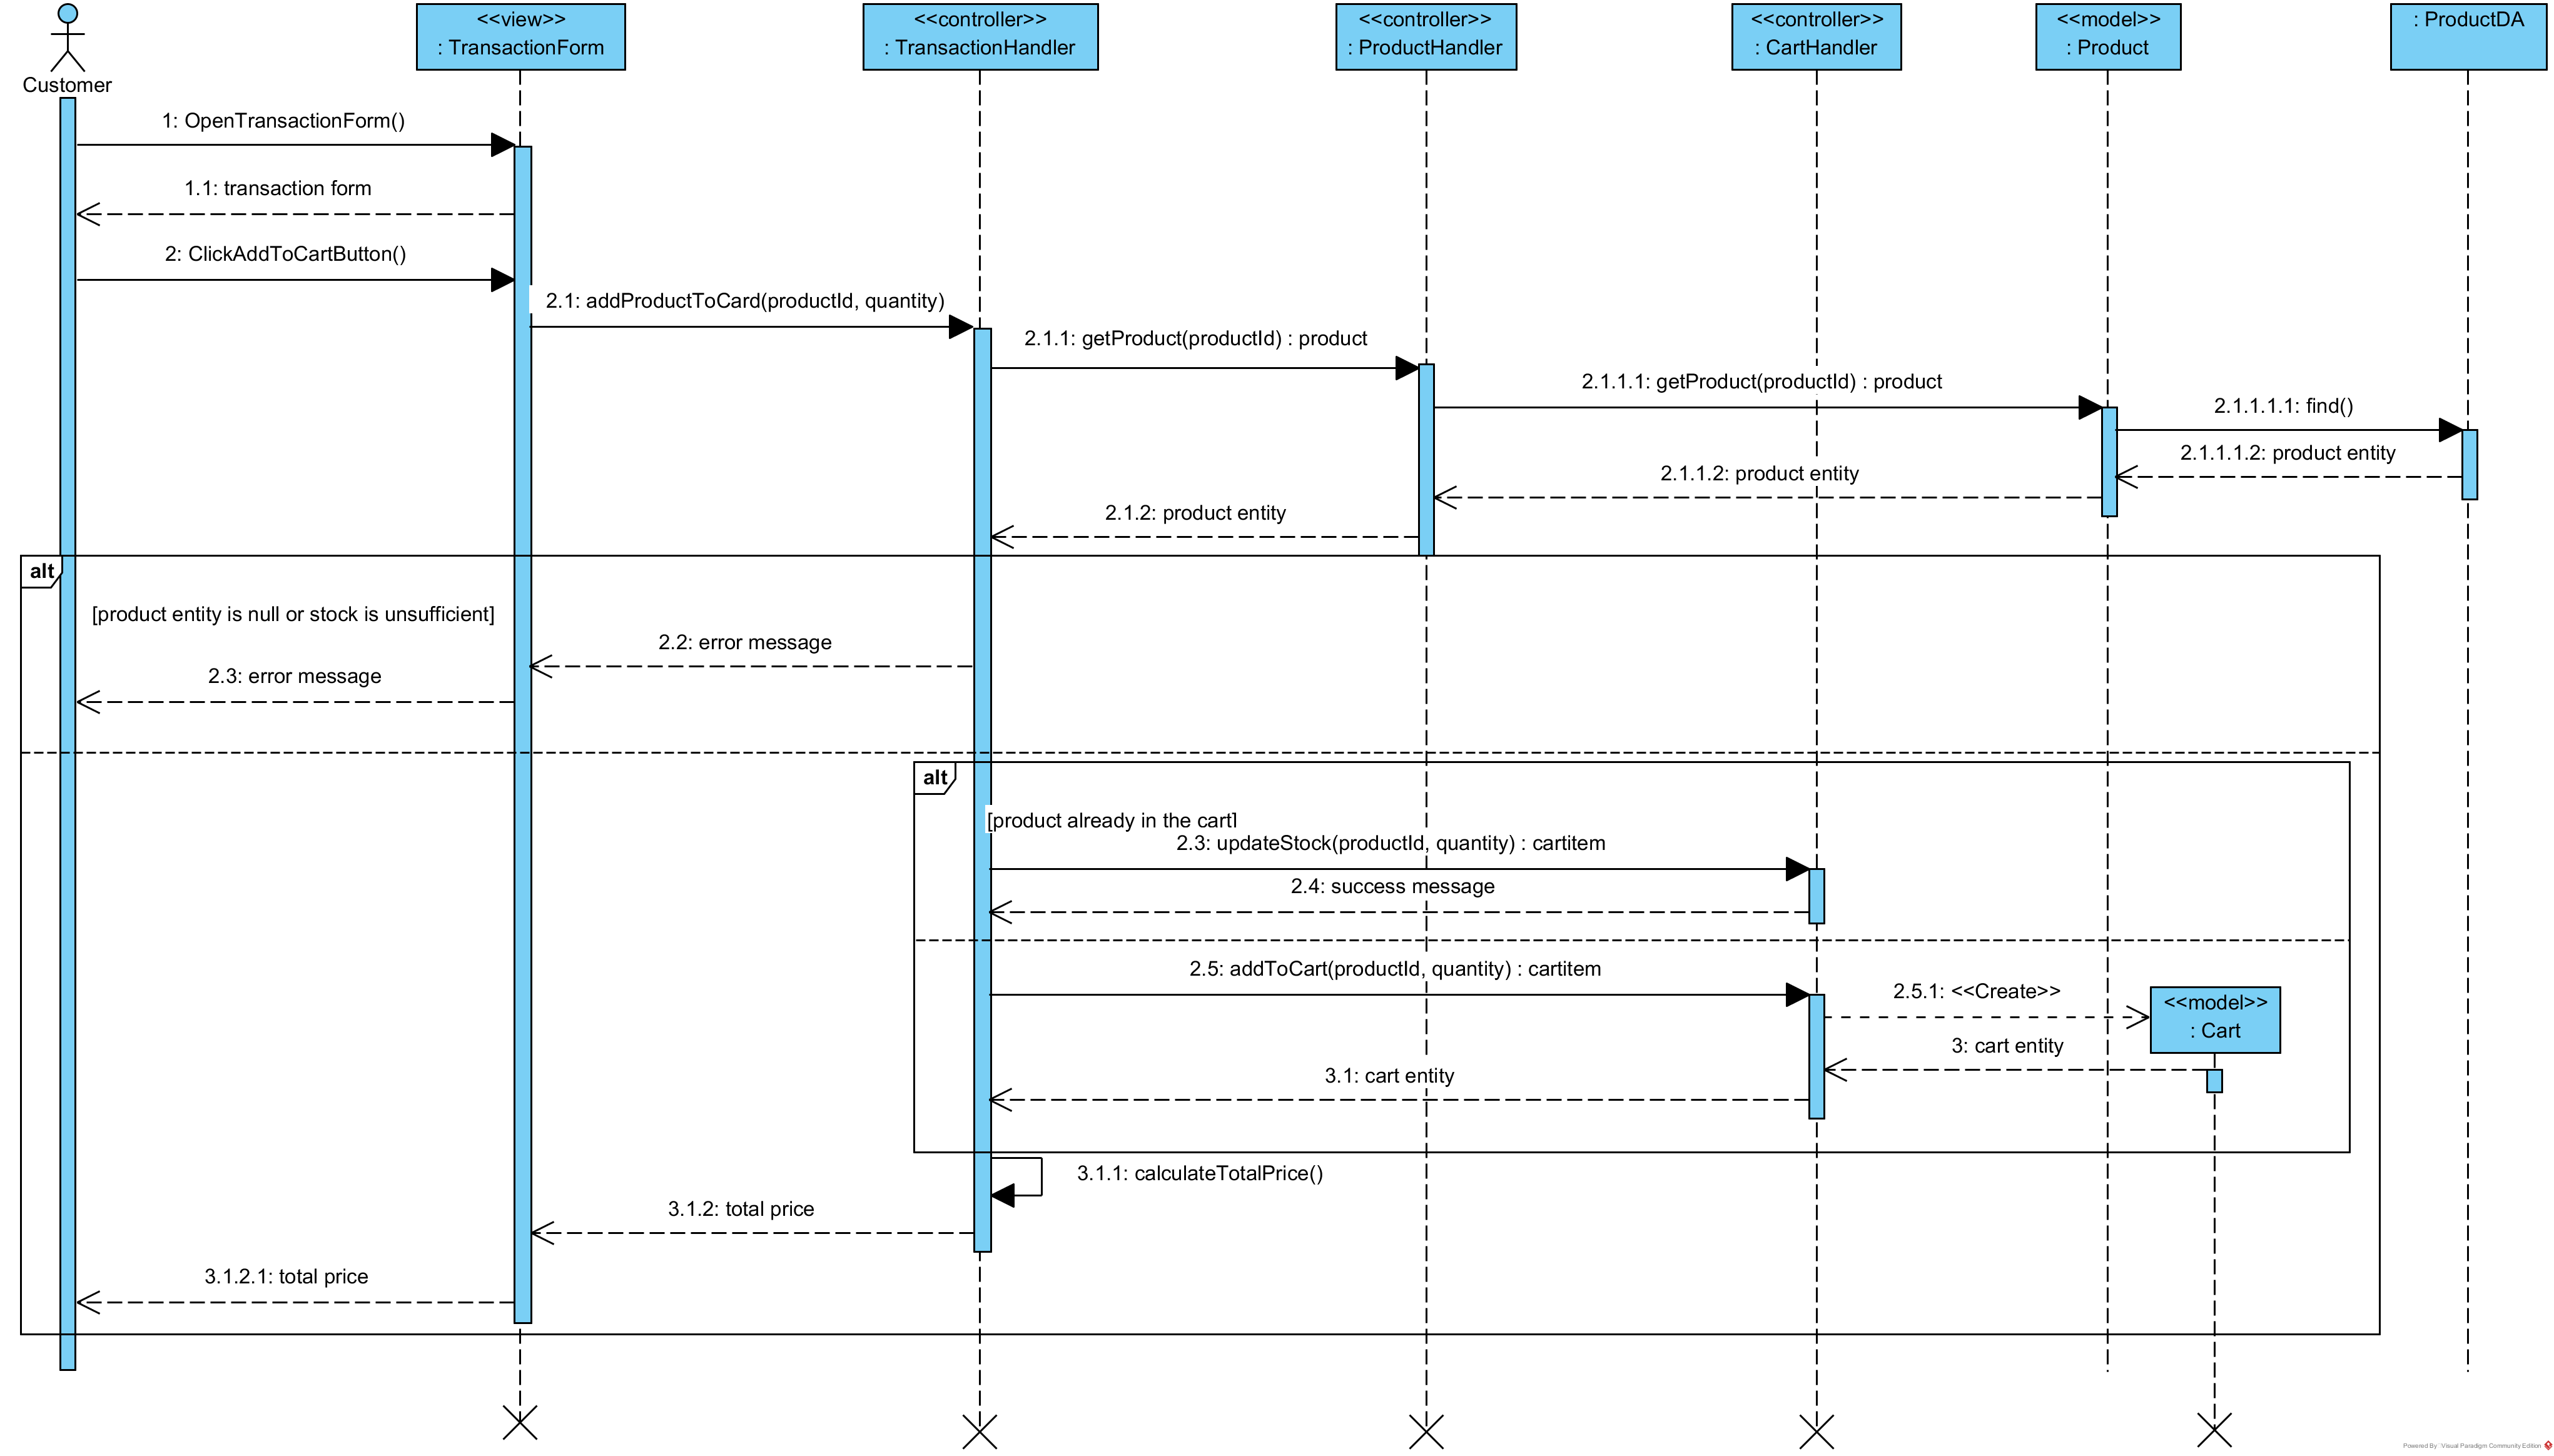 Customer
<<view>>
: TransactionForm
<<controller>>
: TransactionHandler
<<controller>>
: ProductHandler
<<controller>>
: CartHandler
<<model>>
: Product
: ProductDA
1: OpenTransactionForm()
1.1: transaction form
2: ClickAddToCartButton()
2.1: addProductToCard(productId, quantity)
2.1.1: getProduct(productId) : product
2.1.1.1: getProduct(productId) : product
2.1.1.1.1: find()
2.1.1.1.2: product entity
2.1.1.2: product entity
2.1.2: product entity
alt
[product entity is null or stock is unsufficient]
2.2: error message
2.3: error message
alt
[product already in the cart]
2.3: updateStock(productId, quantity) : cartitem
2.4: success message
2.5: addToCart(productId, quantity) : cartitem
2.5.1: <<Create>>
<<model>>
: Cart
3: cart entity
3.1: cart entity
3.1.1: calculateTotalPrice()
3.1.2: total price
3.1.2.1: total price
Powered By Visual Paradigm Community Edition